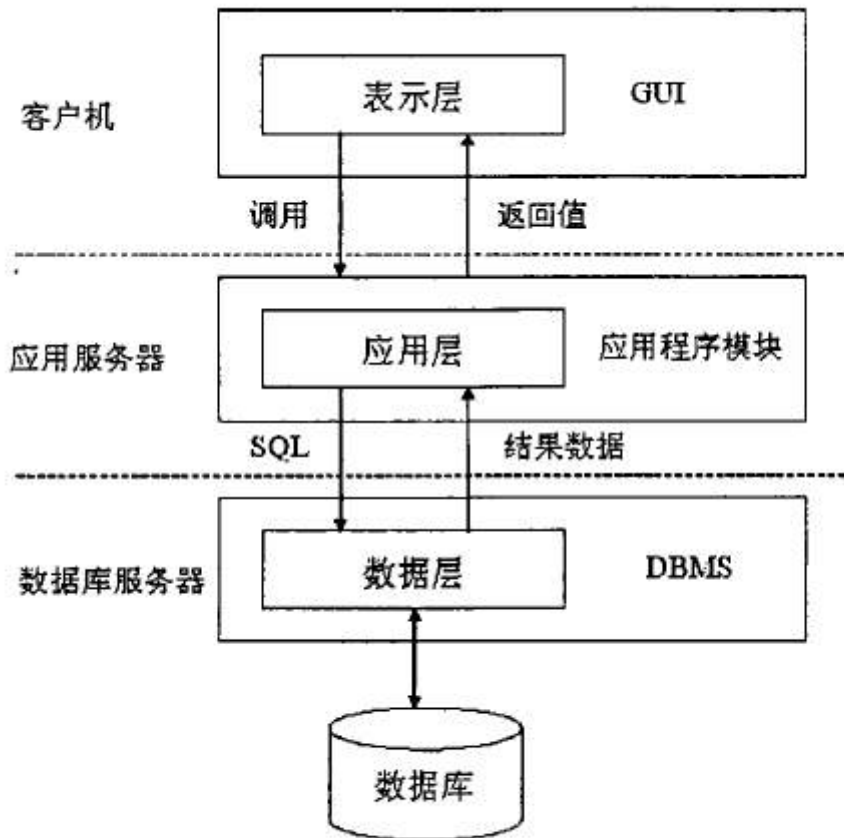 表示层
GUI
客户机
调用
返回值
应用层
应用程序模块
应用服务器
SQL
结果数据
数据层
DBMS
数据库服务器
数据库